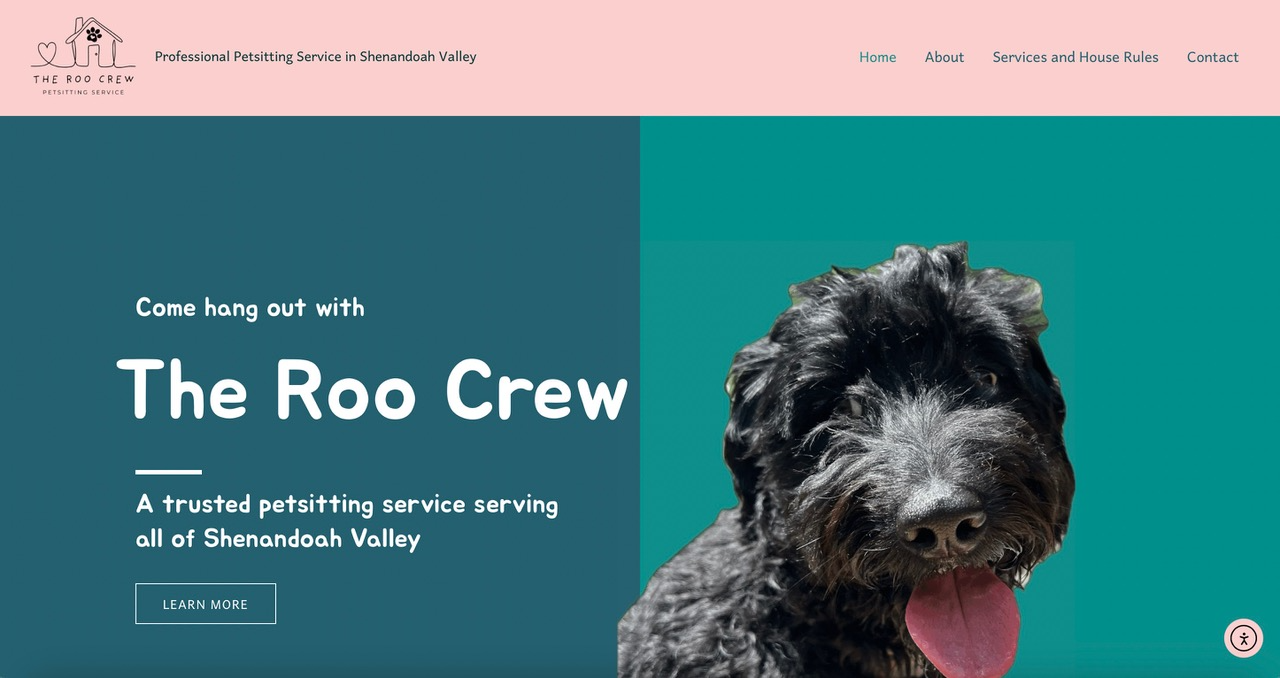 THE ROO CREW
PETSITTING SERVICE
Professional Petsitting Service in Shenandoah Valley
Home About Services and House Rules Contact
Come hang out with
The Roo Crew
A trusted petsitting service serving
all of Shenandoah Valley
LEARN MORE